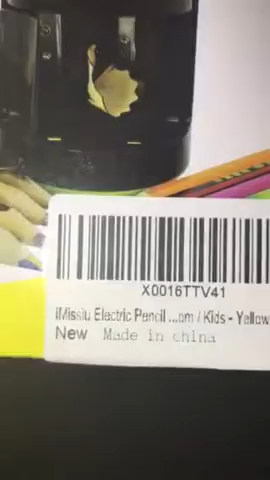 X0016TTV41
iMissiu Electric Pencil ...om / Kids - Yellow
New Made in china